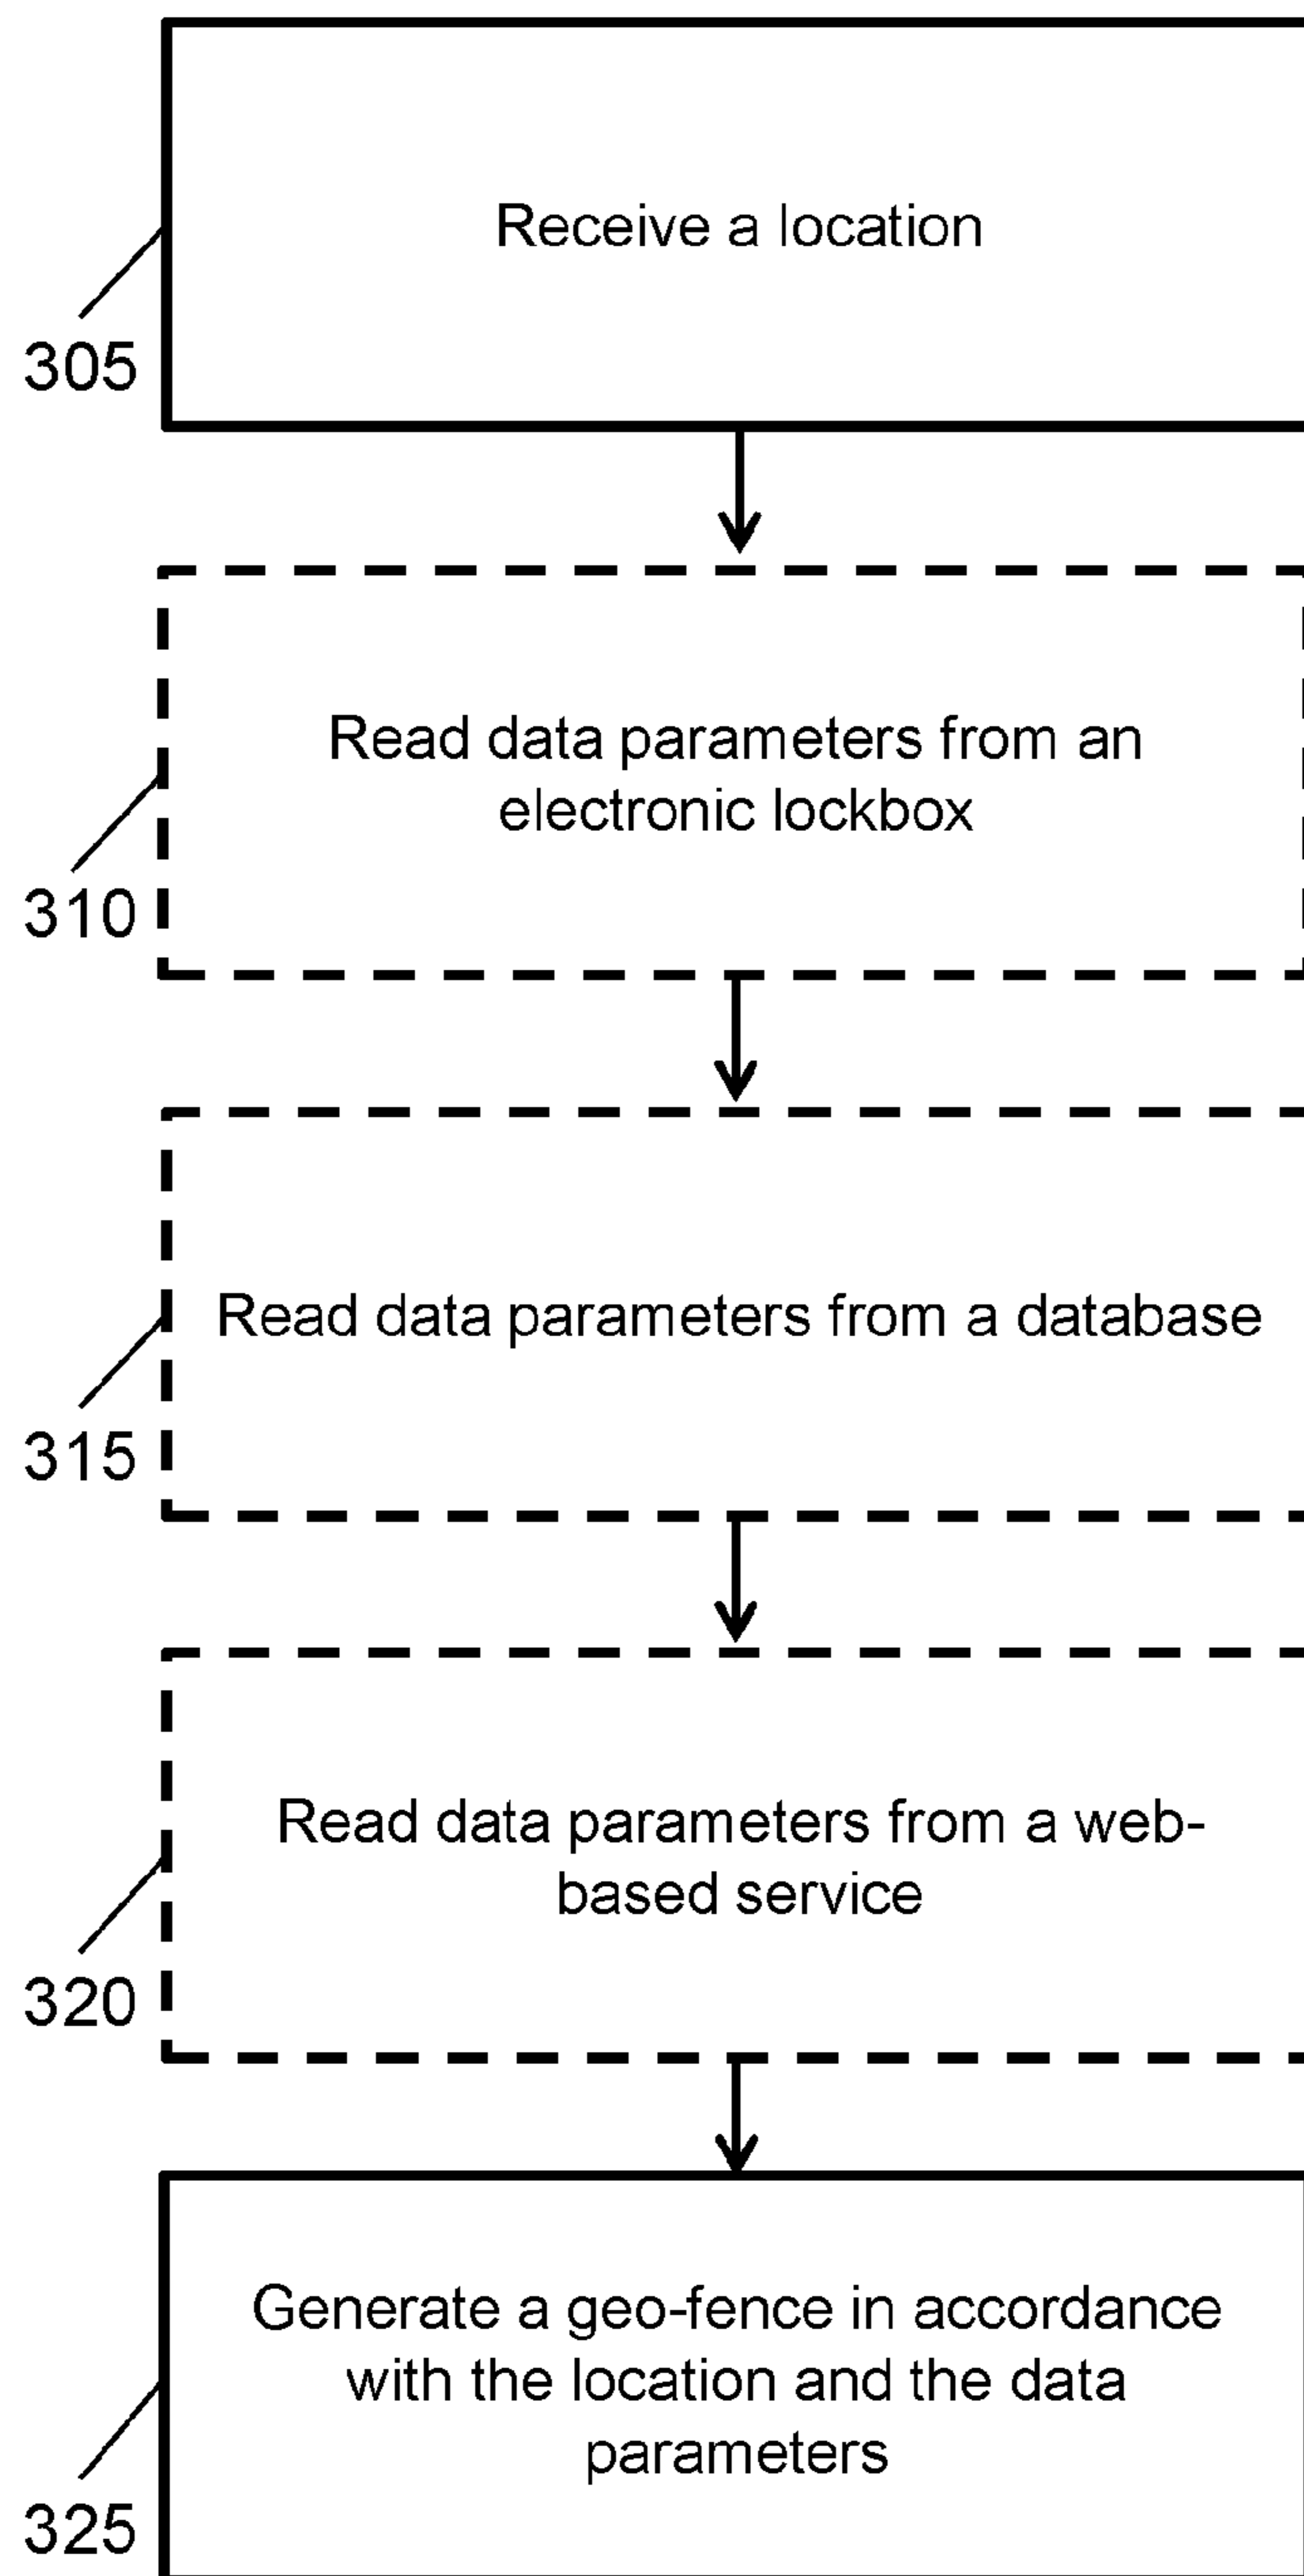 Receive a location
305
Read data parameters from an
electronic lockbox
310
Read data parameters from a database
315
Read data parameters from a web-
based service
320
Generate a geo-fence in accordance
with the location and the data
parameters
325